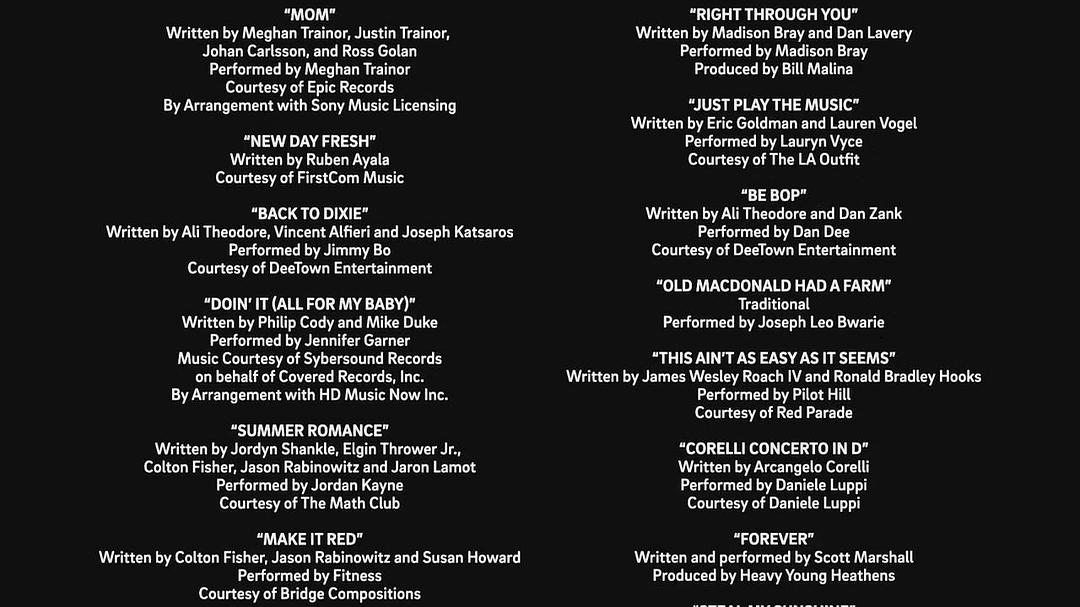 “MOM”
Written by Meghan Trainor, Justin Trainor,
Johan Carlsson, and Ross Golan
Performed by Meghan Trainor
Courtesy of Epic Records
By Arrangement with Sony Music Licensing
“NEW DAY FRESH”
Written by Ruben Ayala
Courtesy of FirstCom Music
“BACK TO DIXIE”
Written by Ali Theodore, Vincent Alfieri and Joseph Katsaros
Performed by Jimmy Bo
Courtesy of DeeTown Entertainment
“DOIN’ IT (ALL FOR MY BABY)”
Written by Philip Cody and Mike Duke
Performed by Jennifer Garner
Music Courtesy of Sybersound Records
on behalf of Covered Records, Inc.
By Arrangement with HD Music Now Inc.
“SUMMER ROMANCE”
Written by Jordyn Shankle, Elgin Thrower Jr.,
Colton Fisher, Jason Rabinowitz and Jaron Lamot
Performed by Jordan Kayne
Courtesy of The Math Club
“MAKE IT RED”
Written by Colton Fisher, Jason Rabinowitz and Susan Howard
Performed by Fitness
Courtesy of Bridge Compositions
“RIGHT THROUGH YOU”
Written by Madison Bray and Dan Lavery
Performed by Madison Bray
Produced by Bill Malina
“JUST PLAY THE MUSIC”
Written by Eric Goldman and Lauren Vogel
Performed by Lauryn Vyce
Courtesy of The LA Outfit
“BE BOP”
Written by Ali Theodore and Dan Zank
Performed by Dan Dee
Courtesy of DeeTown Entertainment
“OLD MACDONALD HAD A FARM”
Traditional
Performed by Joseph Leo Bwarie
“THIS AIN’T AS EASY AS IT SEEMS”
Written by James Wesley Roach IV and Ronald Bradley Hooks
Performed by Pilot Hill
Courtesy of Red Parade
“CORELLI CONCERTO IN D”
Written by Arcangelo Corelli
Performed by Daniele Luppi
Courtesy of Daniele Luppi
“FOREVER”
Written and performed by Scott Marshall
Produced by Heavy Young Heathens